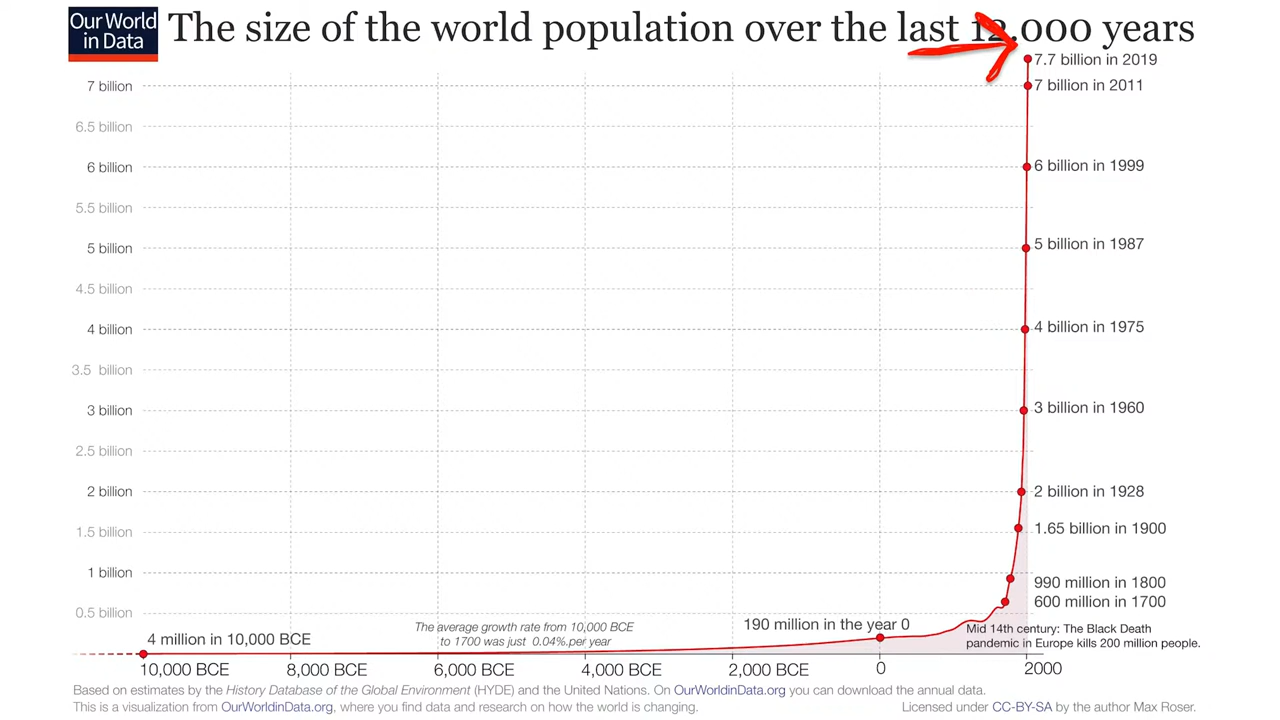 Our World
in Data
The size of the world population over the last 12.000 years
7.7 billion in 2019
7 billion
7 billion in 2011
6.5 billion
6 billion
6 billion in 1999
5.5 billion
5 billion
5 billion in 1987
4.5 billion
4 billion
4 billion in 1975
3.5 billion
3 billion
3 billion in 1960
2.5 billion
2 billion
2 billion in 1928
1.5 billion
1.65 billion in 1900
1 billion
990 million in 1800
600 million in 1700
0.5 billion
4 million in 10,000 BCE
The average growth rate from 10,000 BCE
to 1700 was just 0.04% per year
190 million in the year 0
Mid 14th century: The Black Death
pandemic in Europe kills 200 million people.
10,000 BCE
8,000 BCE
6,000 BCE
4,000 BCE
2,000 BCE
0
2000
Based on estimates by the History Database of the Global Environment (HYDE) and the United Nations. On OurWorldinData.org you can download the annual data.
This is a visualization from OurWorldinData.org, where you find data and research on how the world is changing.
Licensed under CC-BY-SA by the author Max Roser.